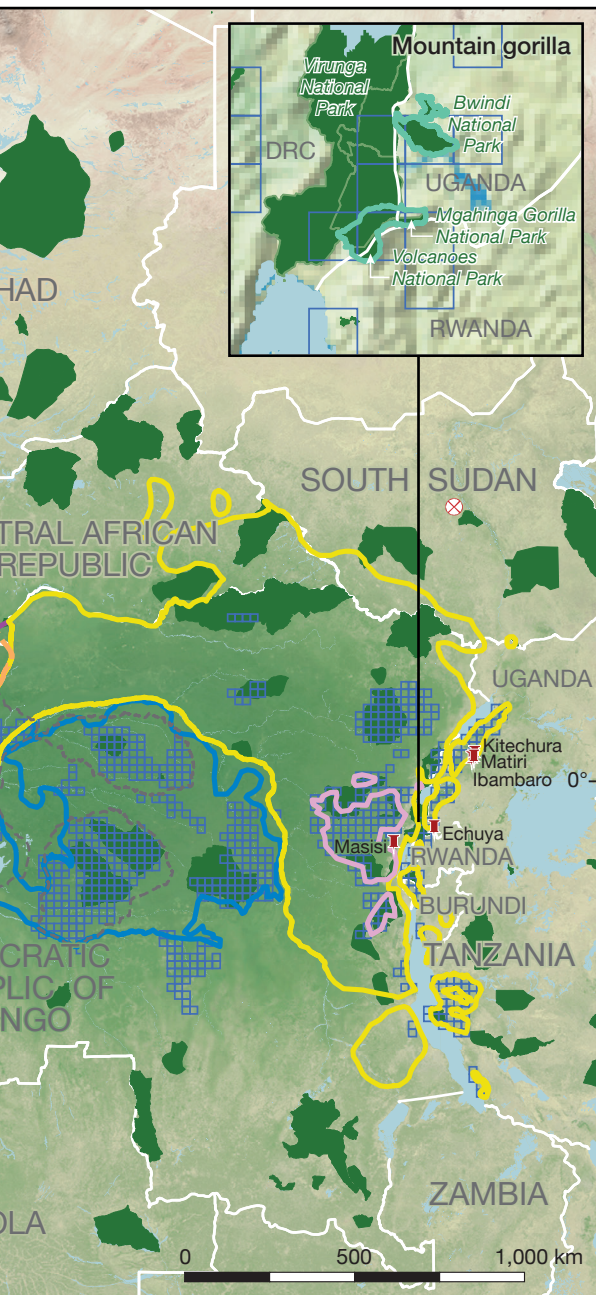 Mountain gorilla
Virunga
National
Park
Bwindi
National
Park
DRC
UGANDA
Mgahinga Gorilla
National Park
Volcanoes
National Park
RWANDA
HAD
SOUTH SUDAN
TRAL AFRICAN
REPUBLIC
UGANDA
Kitechura
Matiri
Ibambaro
0°
Echuya
Masisi
RWANDA
BURUNDI
TANZANIA
CRATIC
PLIC OF
NGO
ZAMBIA
OLA
0 500 1,000 km